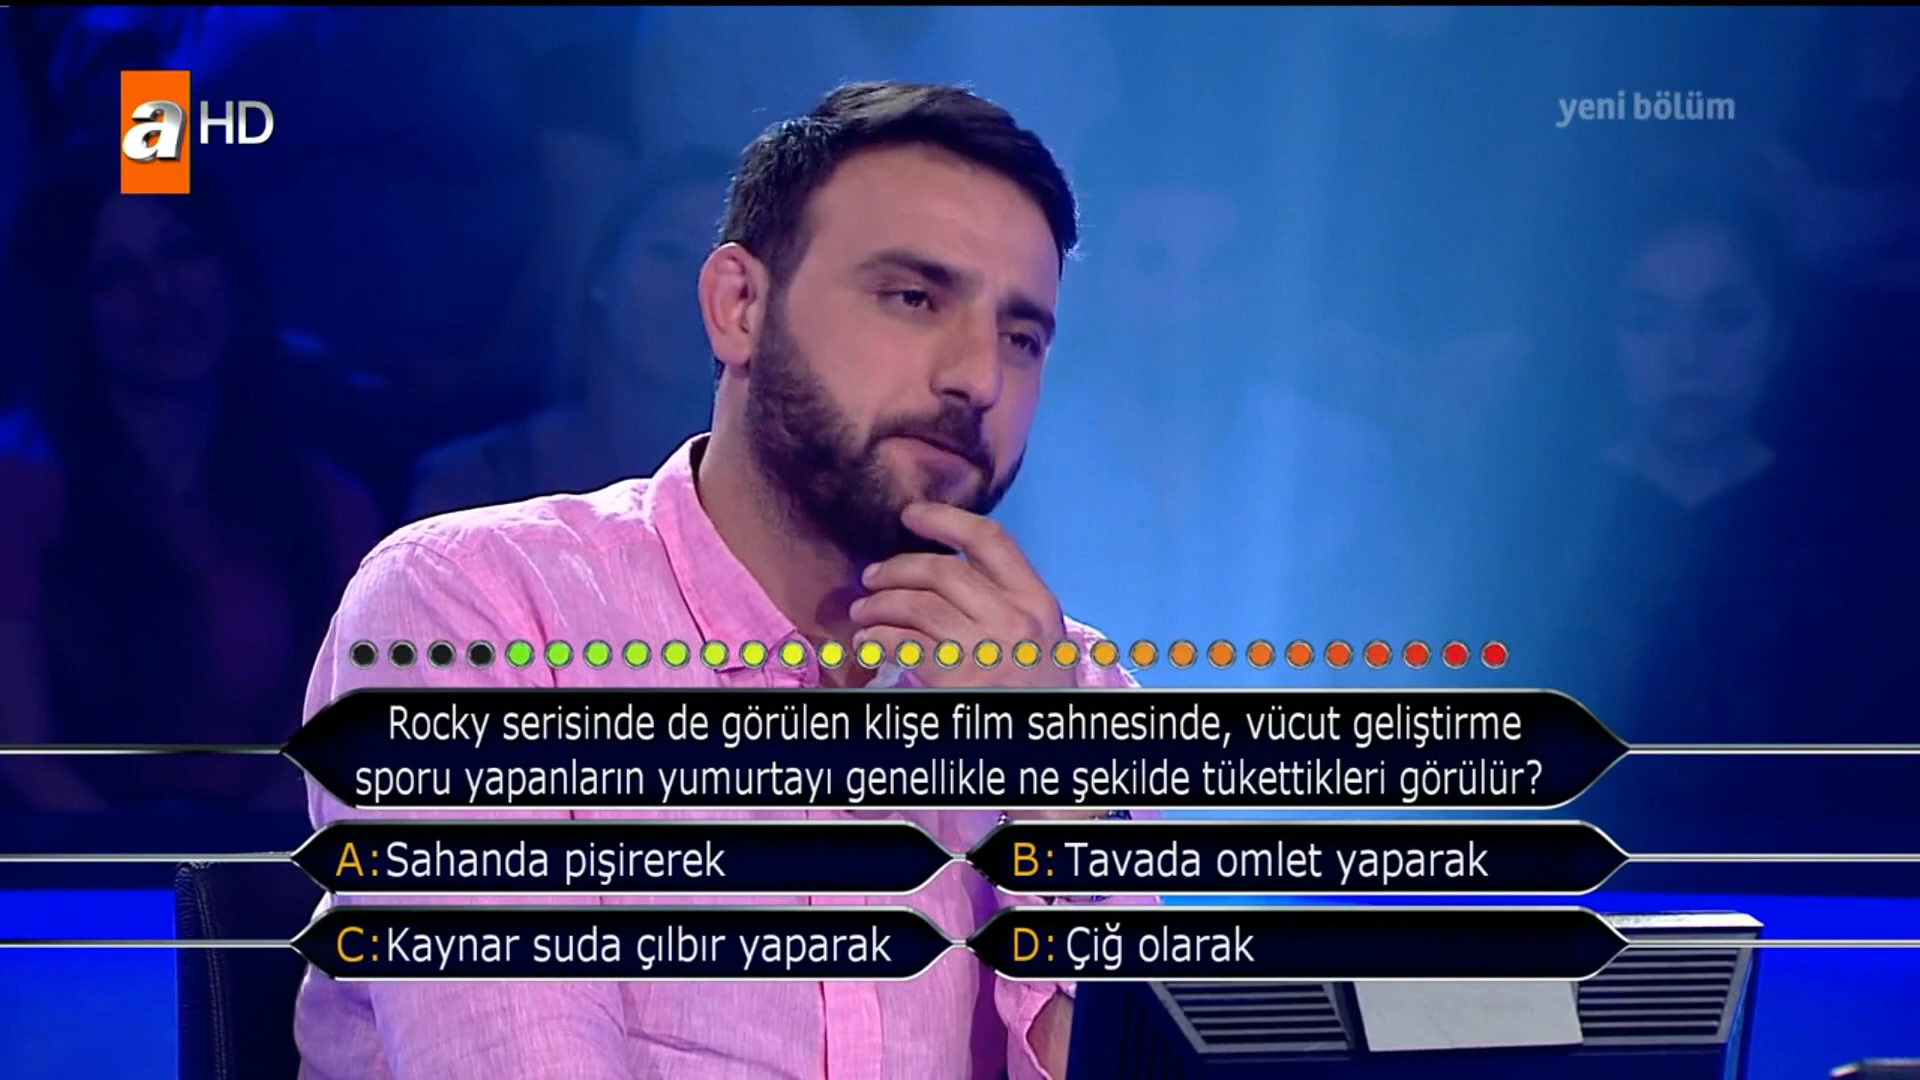 a HD
yeni bölüm
Rocky serisinde de görülen klişe film sahnesinde, vücut geliştirme
sporu yapanların yumurtayı genellikle ne şekilde tükettikleri görülür?
A: Sahanda pişirerek
B: Tavada omlet yaparak
C: Kaynar suda çılbır yaparak
D: Çiğ olarak